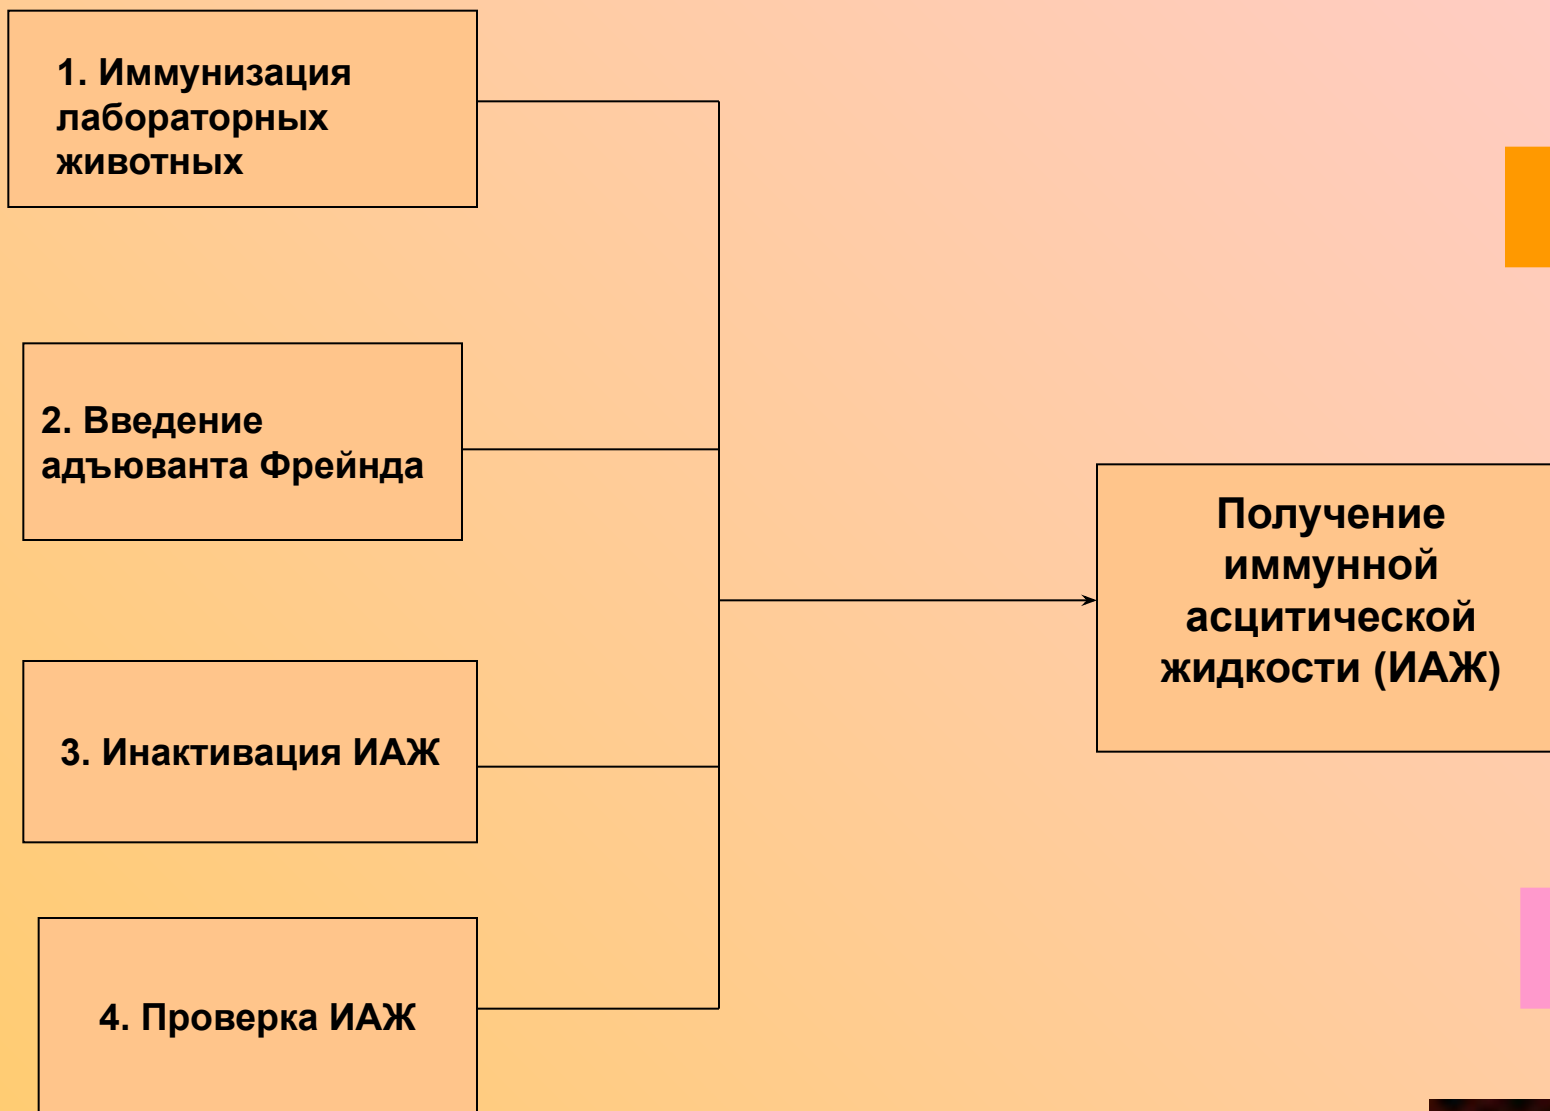 1. Иммунизация
лабораторных
животных
2. Введение
адъюванта Фрейнда
3. Инактивация ИАЖ
4. Проверка ИАЖ
Получение
иммунной
асцитической
жидкости (ИАЖ)